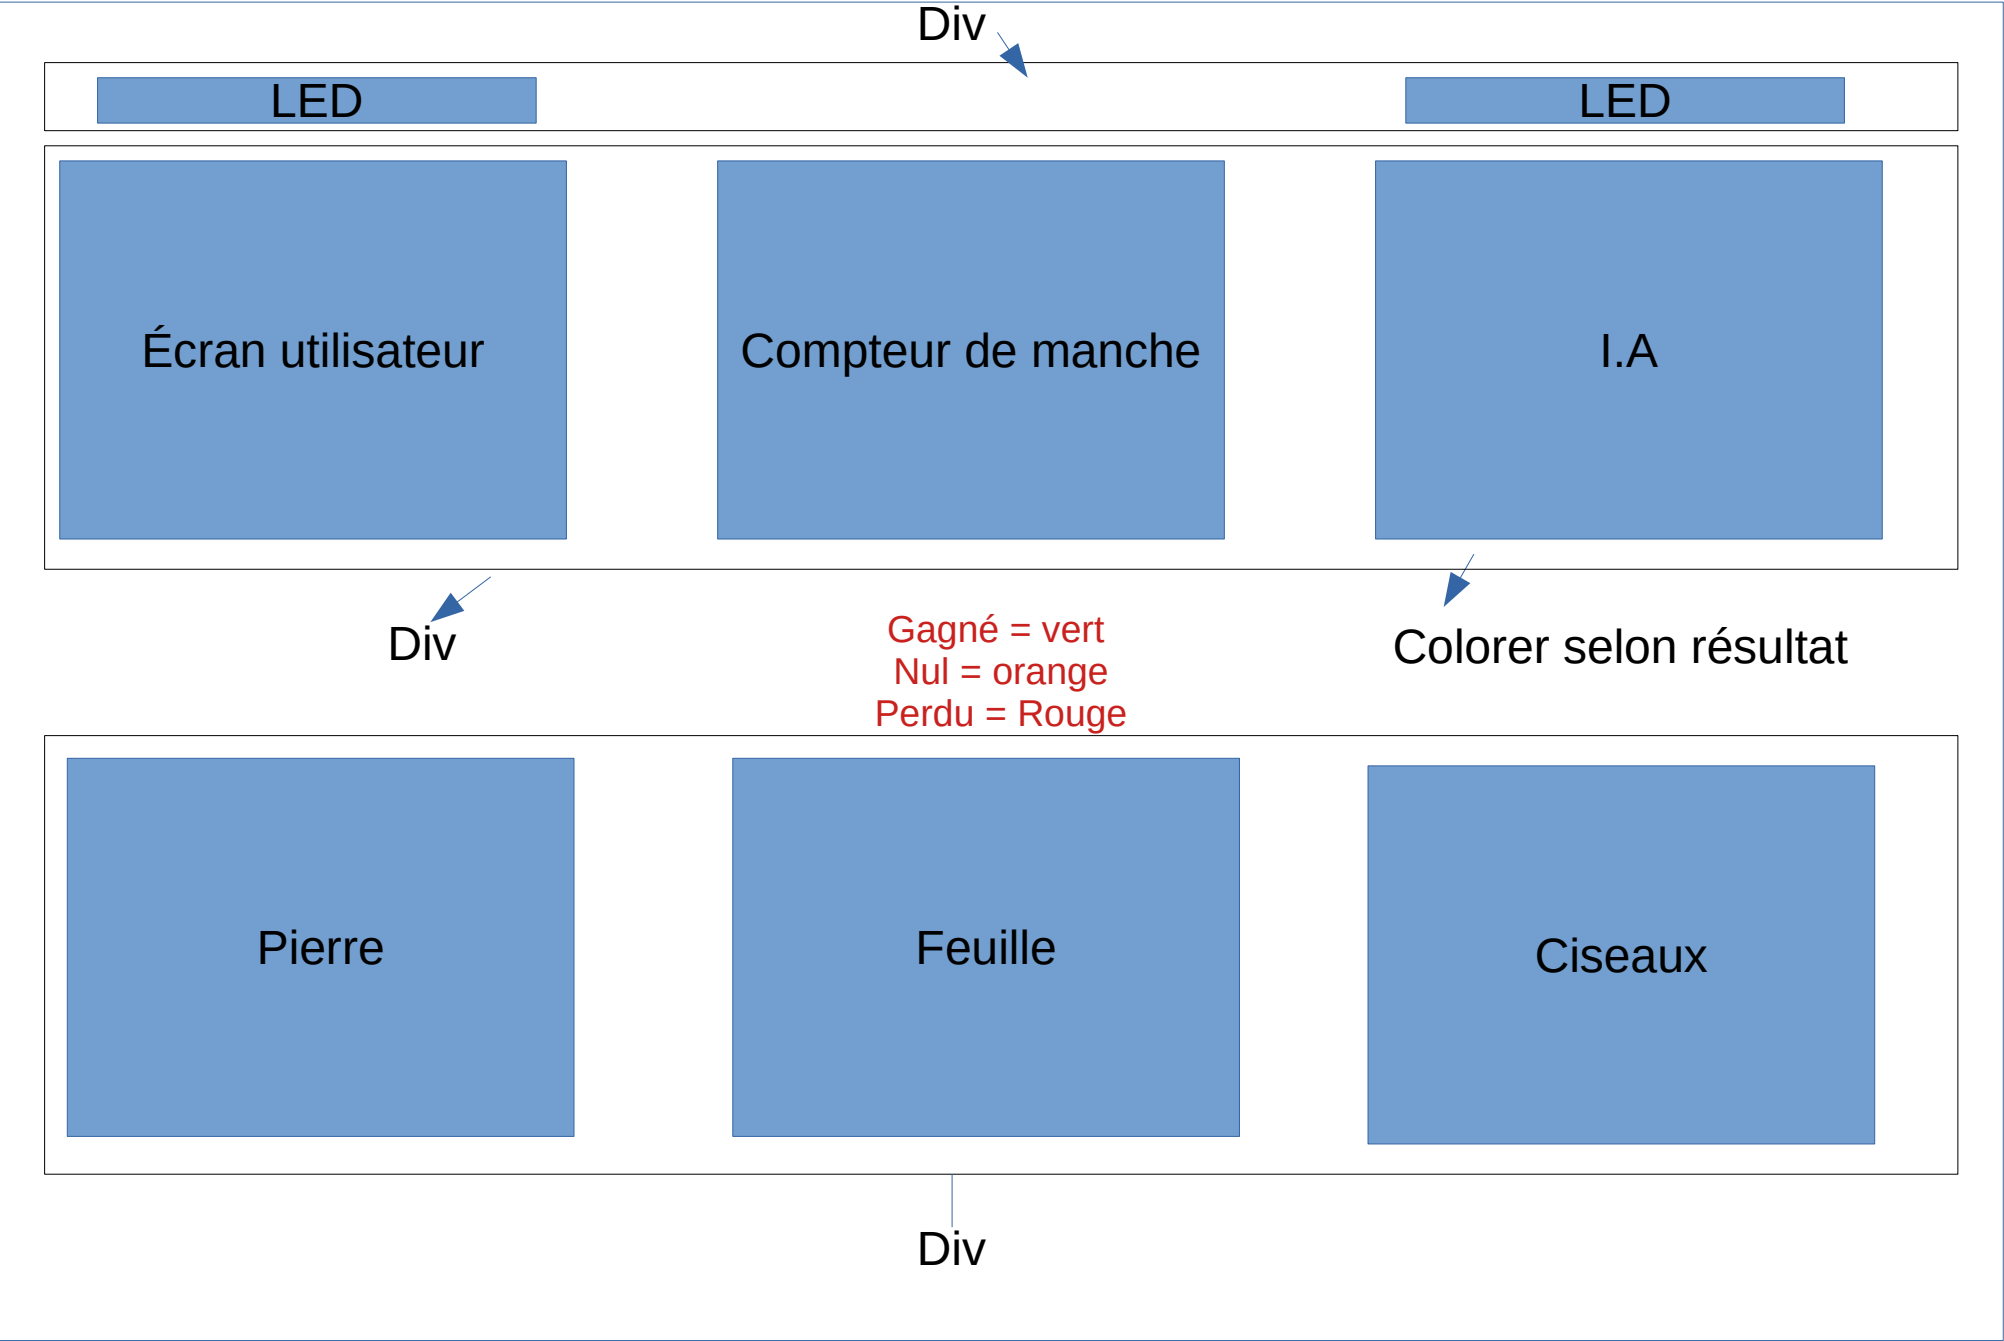 Div
LED
LED
Écran utilisateur
Compteur de manche
I.A
Div
Gagné = vert
Nul = orange
Perdu = Rouge
Colorer selon résultat
Pierre
Feuille
Ciseaux
Div